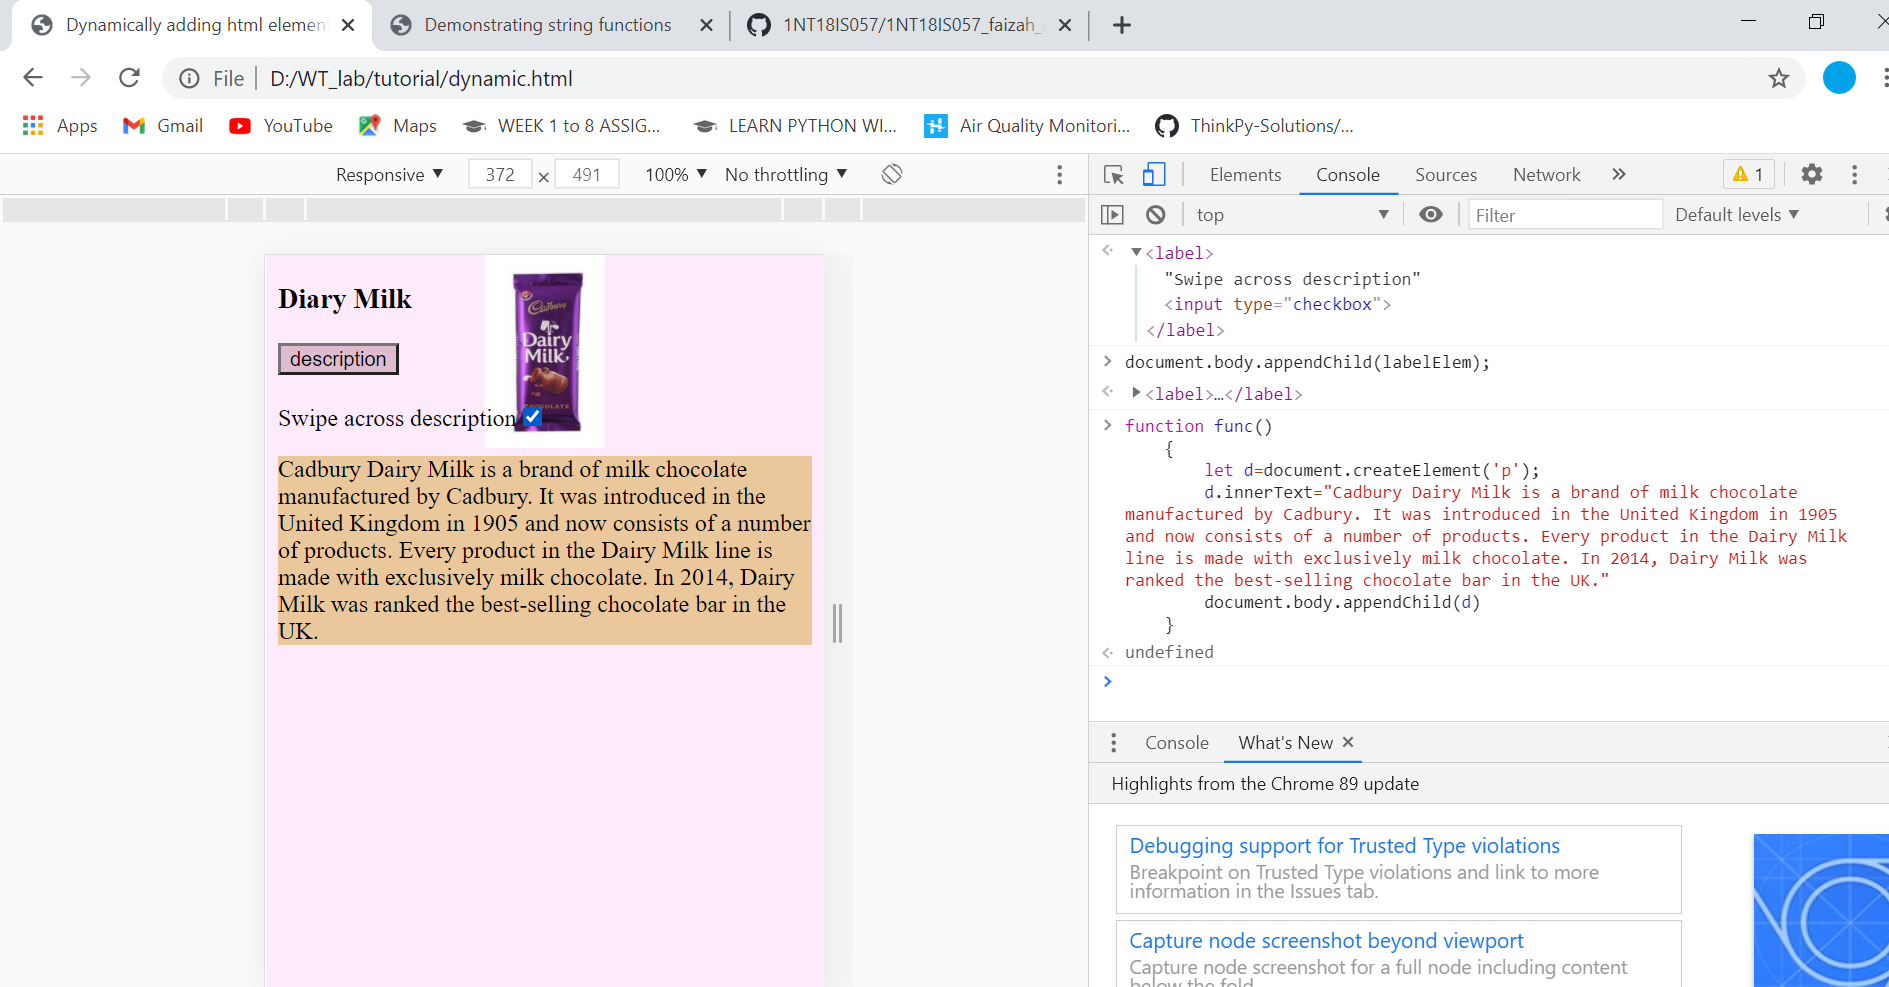 Dynamically adding html elemen
Demonstrating string functions
1NT18IS057/1NT18IS057_faizah_
File D:/WT_lab/tutorial/dynamic.html
Apps Gmail YouTube Maps WEEK 1 to 8 ASSIG... LEARN PYTHON WI... Air Quality Monitori... ThinkPy-Solutions/...
Responsive 372 × 491 100% No throttling
Elements Console Sources Network » 1
top Filter Default levels
Diary Milk
Cadbury
Dairy
Milk
CHOCOLATE
description
Swipe across description
Cadbury Dairy Milk is a brand of milk chocolate
manufactured by Cadbury. It was introduced in the
United Kingdom in 1905 and now consists of a number
of products. Every product in the Dairy Milk line is
made with exclusively milk chocolate. In 2014, Dairy
Milk was ranked the best-selling chocolate bar in the
UK.
<label>
"Swipe across description"
<input type="checkbox">
</label>
document.body.appendChild(labelElem);
<label>…</label>
function func()
{
let d=document.createElement('p');
d.innerText="Cadbury Dairy Milk is a brand of milk chocolate
manufactured by Cadbury. It was introduced in the United Kingdom in 1905
and now consists of a number of products. Every product in the Dairy Milk
line is made with exclusively milk chocolate. In 2014, Dairy Milk was
ranked the best-selling chocolate bar in the UK."
document.body.appendChild(d)
}
undefined
Console What's New
Highlights from the Chrome 89 update
Debugging support for Trusted Type violations
Breakpoint on Trusted Type violations and link to more
information in the Issues tab.
Capture node screenshot beyond viewport
Capture node screenshot for a full node including content
below the fold